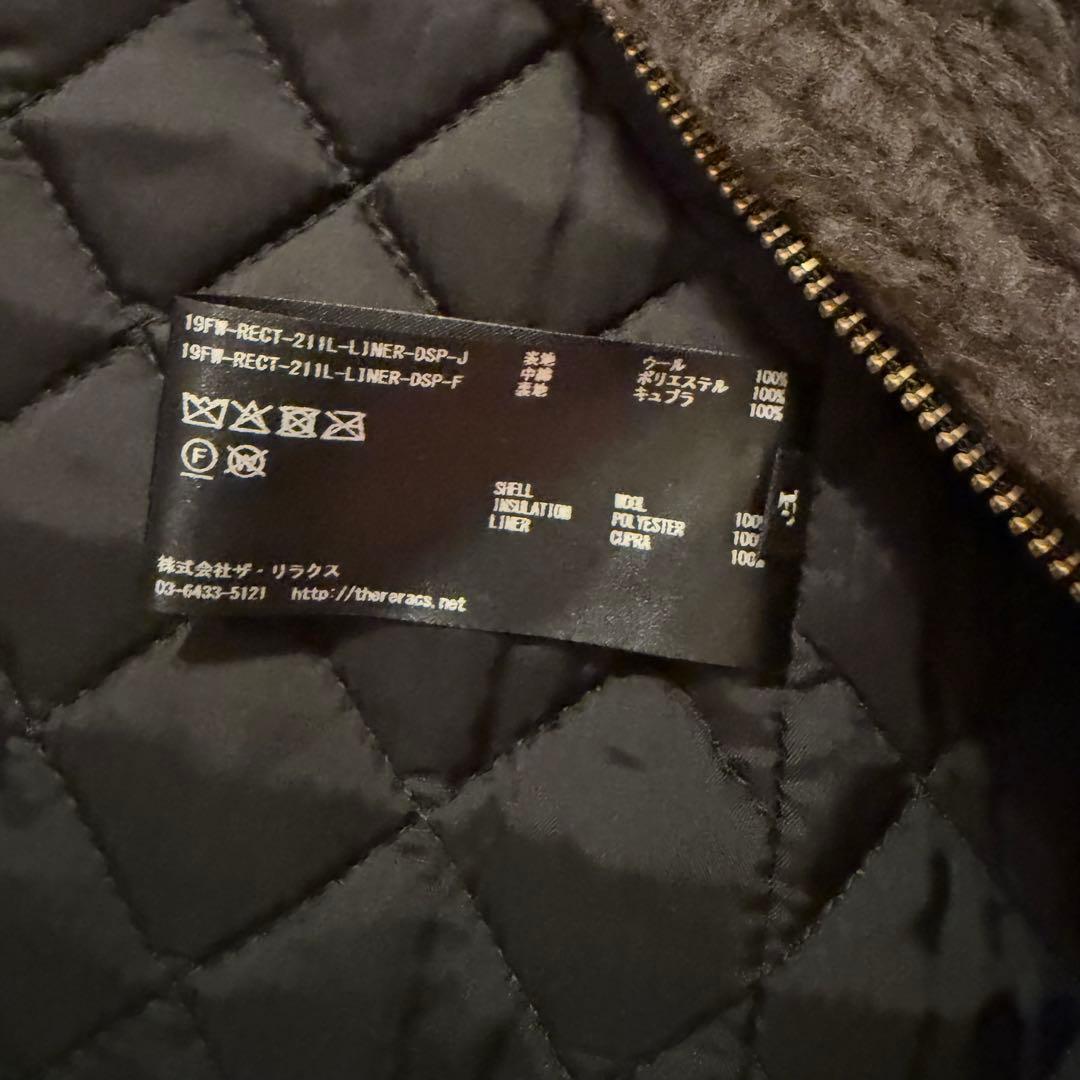 19FW-RECT-211L-LINER-DSP-J
19FW-RECT-211L-LINER-DSP-F
表地 ウール 100%
中綿 ポリエステル 100%
キュプラ 100%
F
W
SHELL WOOL 100%
INSULATION POLYESTER 100%
LINER CUPRA 100%
株式会社ザ・リラクス
03-6433-5121 http://thereracs.net